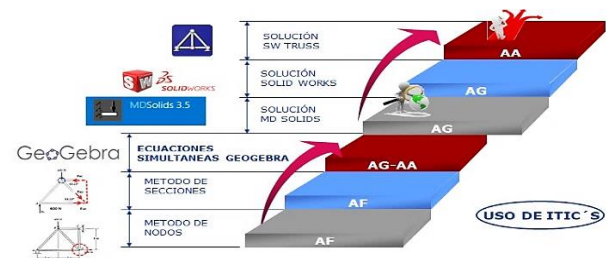 SOLUCIÓN
SW TRUSS
AA
SOLUCIÓN
SOLID WORKS
AG
SW
SOLIDWORKS
MDSolids 3.5
SOLUCIÓN
MD SOLIDS
AG
GeoGebra
ECUACIONES
SIMULTANEAS GEOGEBRA
AG-AA
METODO DE
SECCIONES
AF
METODO DE
NODOS
AF
USO DE ITIC´S